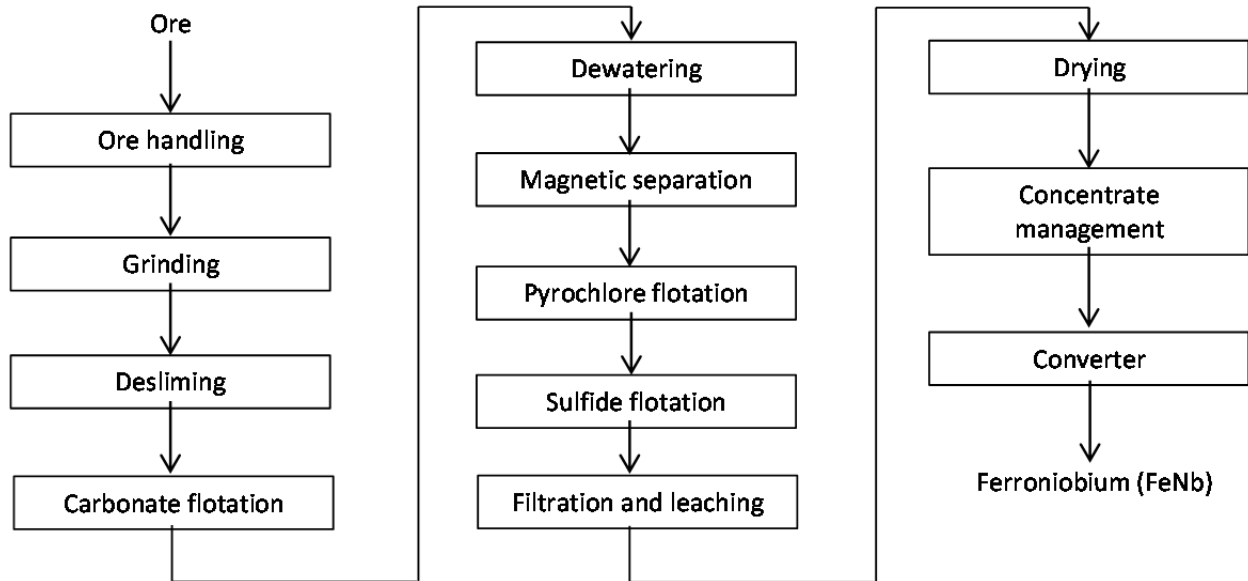 Ore
Ore handling
Grinding
Desliming
Carbonate flotation
Dewatering
Magnetic separation
Pyrochlore flotation
Sulfide flotation
Filtration and leaching
Drying
Concentrate
management
Converter
Ferroniobium (FeNb)